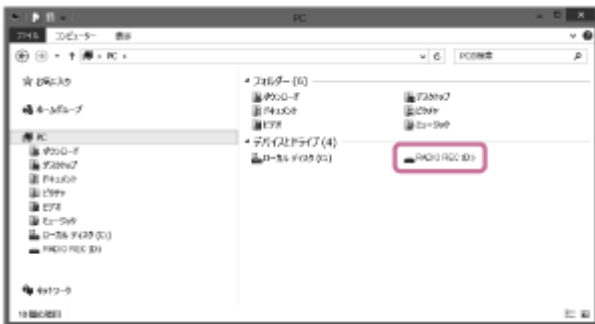 PC
ファイル コンピューター 表示
PC
PCの検索
お気に入り
ホームグループ
PC
ダウンロード
デスクトップ
ドキュメント
ピクチャ
ビデオ
ミュージック
ローカル ディスク (C:)
RADIO REC (D:)
ネットワーク
フォルダー (6)
ダウンロード デスクトップ
ドキュメント ピクチャ
ビデオ ミュージック
デバイスとドライブ (4)
ローカル ディスク (C:) RADIO REC (D:)
10 個の項目